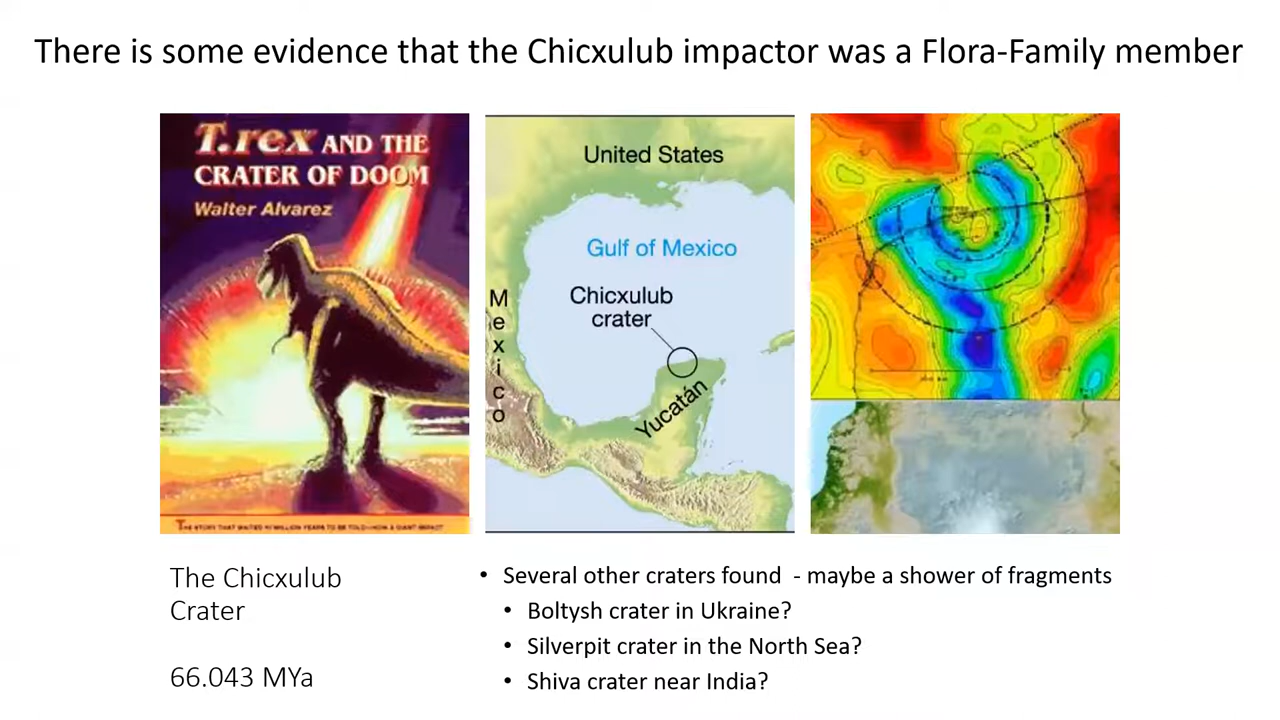 There is some evidence that the Chicxulub impactor was a Flora-Family member
T.rex AND THE
CRATER OF DOOM
Walter Alvarez
United States
Gulf of Mexico
Chicxulub
crater
Mexico
Yucatán
The Chicxulub
Crater
66.043 MYa
• Several other craters found - maybe a shower of fragments
• Boltysh crater in Ukraine?
• Silverpit crater in the North Sea?
• Shiva crater near India?